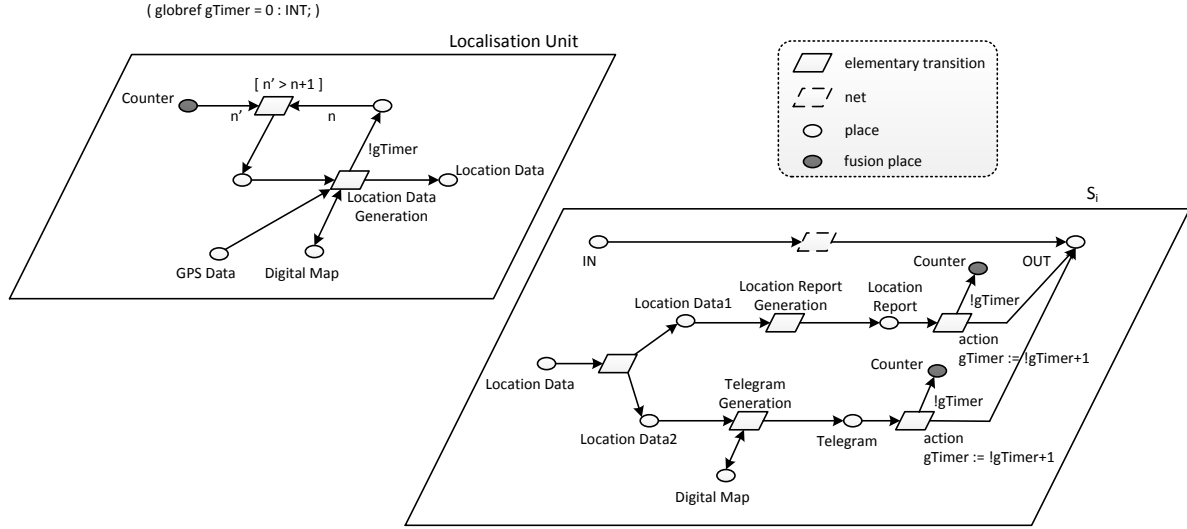 ( globref gTimer = 0 : INT; )
Localisation Unit
[ n' > n+1 ]
Counter
n'
n
!gTimer
Location Data
Location Data
Generation
GPS Data
Digital Map
elementary transition
net
place
fusion place
Si
IN
OUT
Counter
!gTimer
Location Data1
Location Report
Generation
Location
Report
action
gTimer := !gTimer+1
Location Data
Counter
!gTimer
Telegram
Generation
Location Data2
Telegram
action
gTimer := !gTimer+1
Digital Map